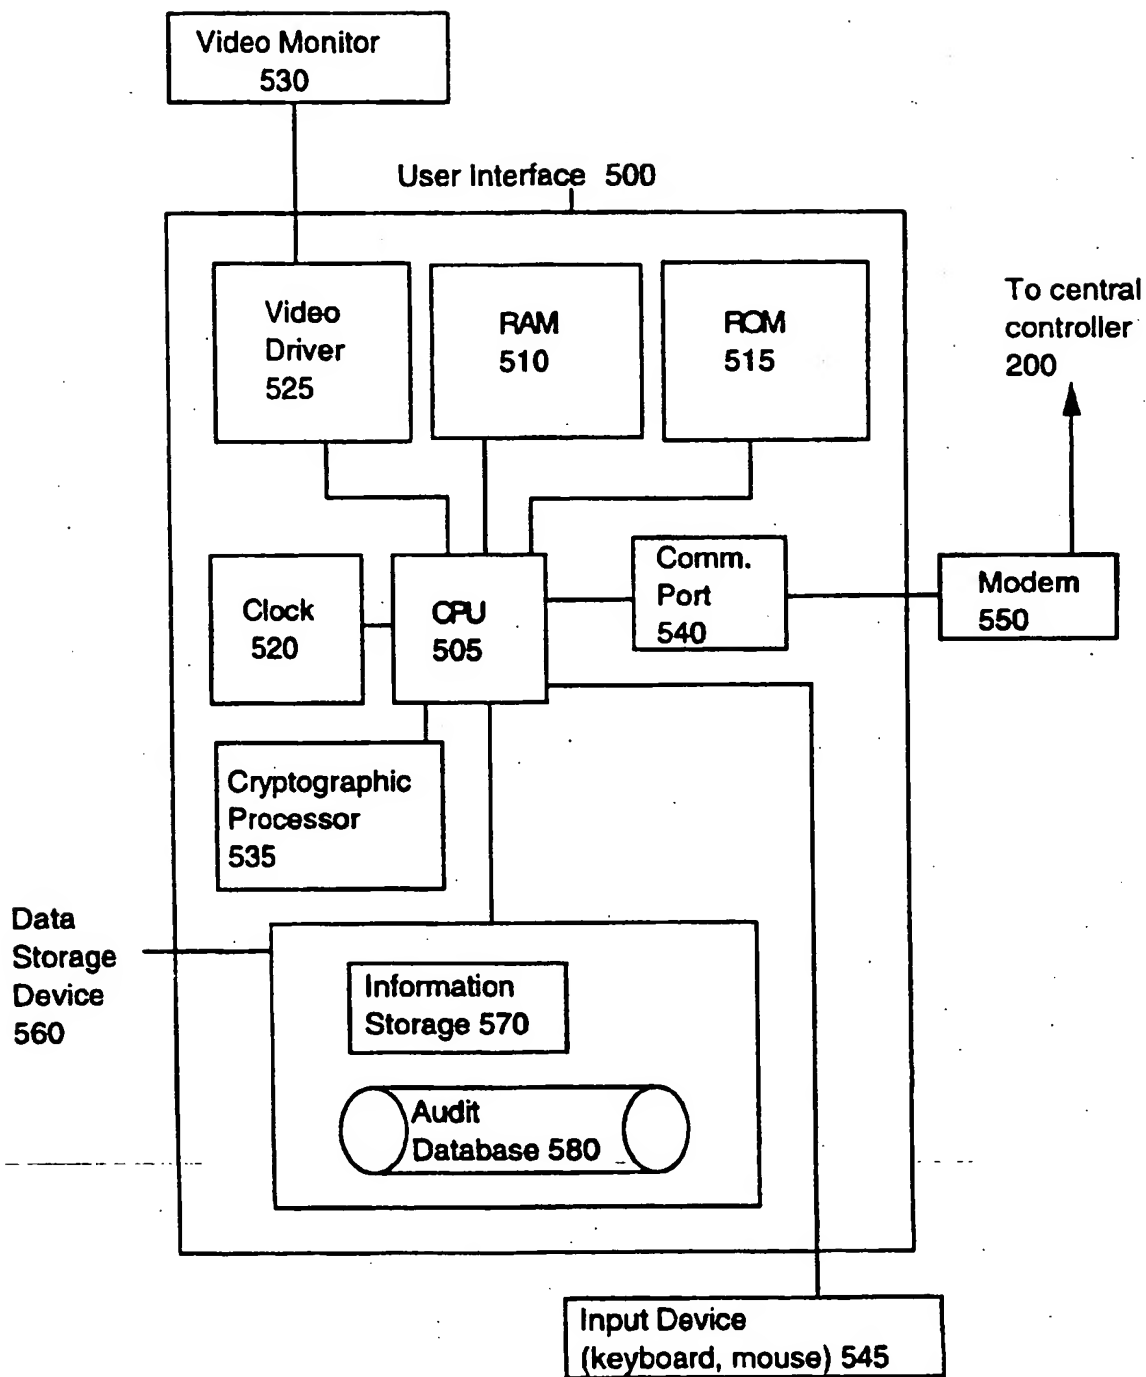 Video Monitor
530
User Interface 500
Video
Driver
525
RAM
510
ROM
515
To central
controller
200
Clock
520
CPU
505
Comm.
Port
540
Modem
550
Cryptographic
Processor
535
Data
Storage
Device
560
Information
Storage 570
Audit
Database 580
Input Device
(keyboard, mouse) 545